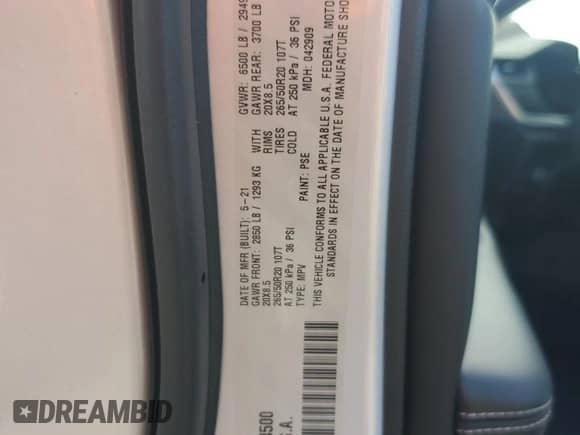 DATE OF MFR (BUILT): 5-21 GVWR: 6500 LB / 294
GAWR FRONT: 2850 LB / 1293 KG WITH GAWR REAR: 3700 LB
20X8.5 RIMS 20X8.5
265/50R20 107T TIRES 265/50R20 107T
AT 250 kPa / 36 PSI COLD AT 250 kPa / 36 PSI
TYPE: MPV PAINT: PSE MDH: 042909
THIS VEHICLE CONFORMS TO ALL APPLICABLE U.S.A. FEDERAL MOTO
STANDARDS IN EFFECT ON THE DATE OF MANUFACTURE SHO
500
.A.
DREAMBID